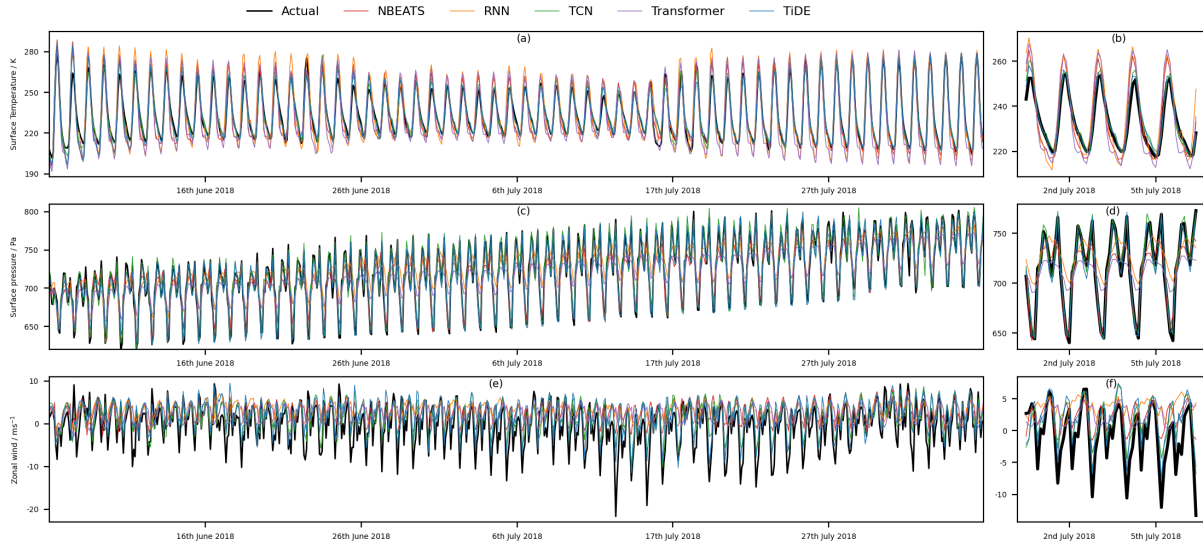 Actual NBEATS RNN TCN Transformer TiDE
(a)
Surface Temperature / K
280
250
220
190
16th June 2018 26th June 2018 6th July 2018 17th July 2018 27th July 2018
(b)
260
240
220
2nd July 2018 5th July 2018
(c)
Surface pressure / Pa
800
750
700
650
16th June 2018 26th June 2018 6th July 2018 17th July 2018 27th July 2018
(d)
750
700
650
2nd July 2018 5th July 2018
(e)
Zonal wind / ms⁻¹
10
0
-10
-20
16th June 2018 26th June 2018 6th July 2018 17th July 2018 27th July 2018
(f)
5
0
-5
-10
2nd July 2018 5th July 2018